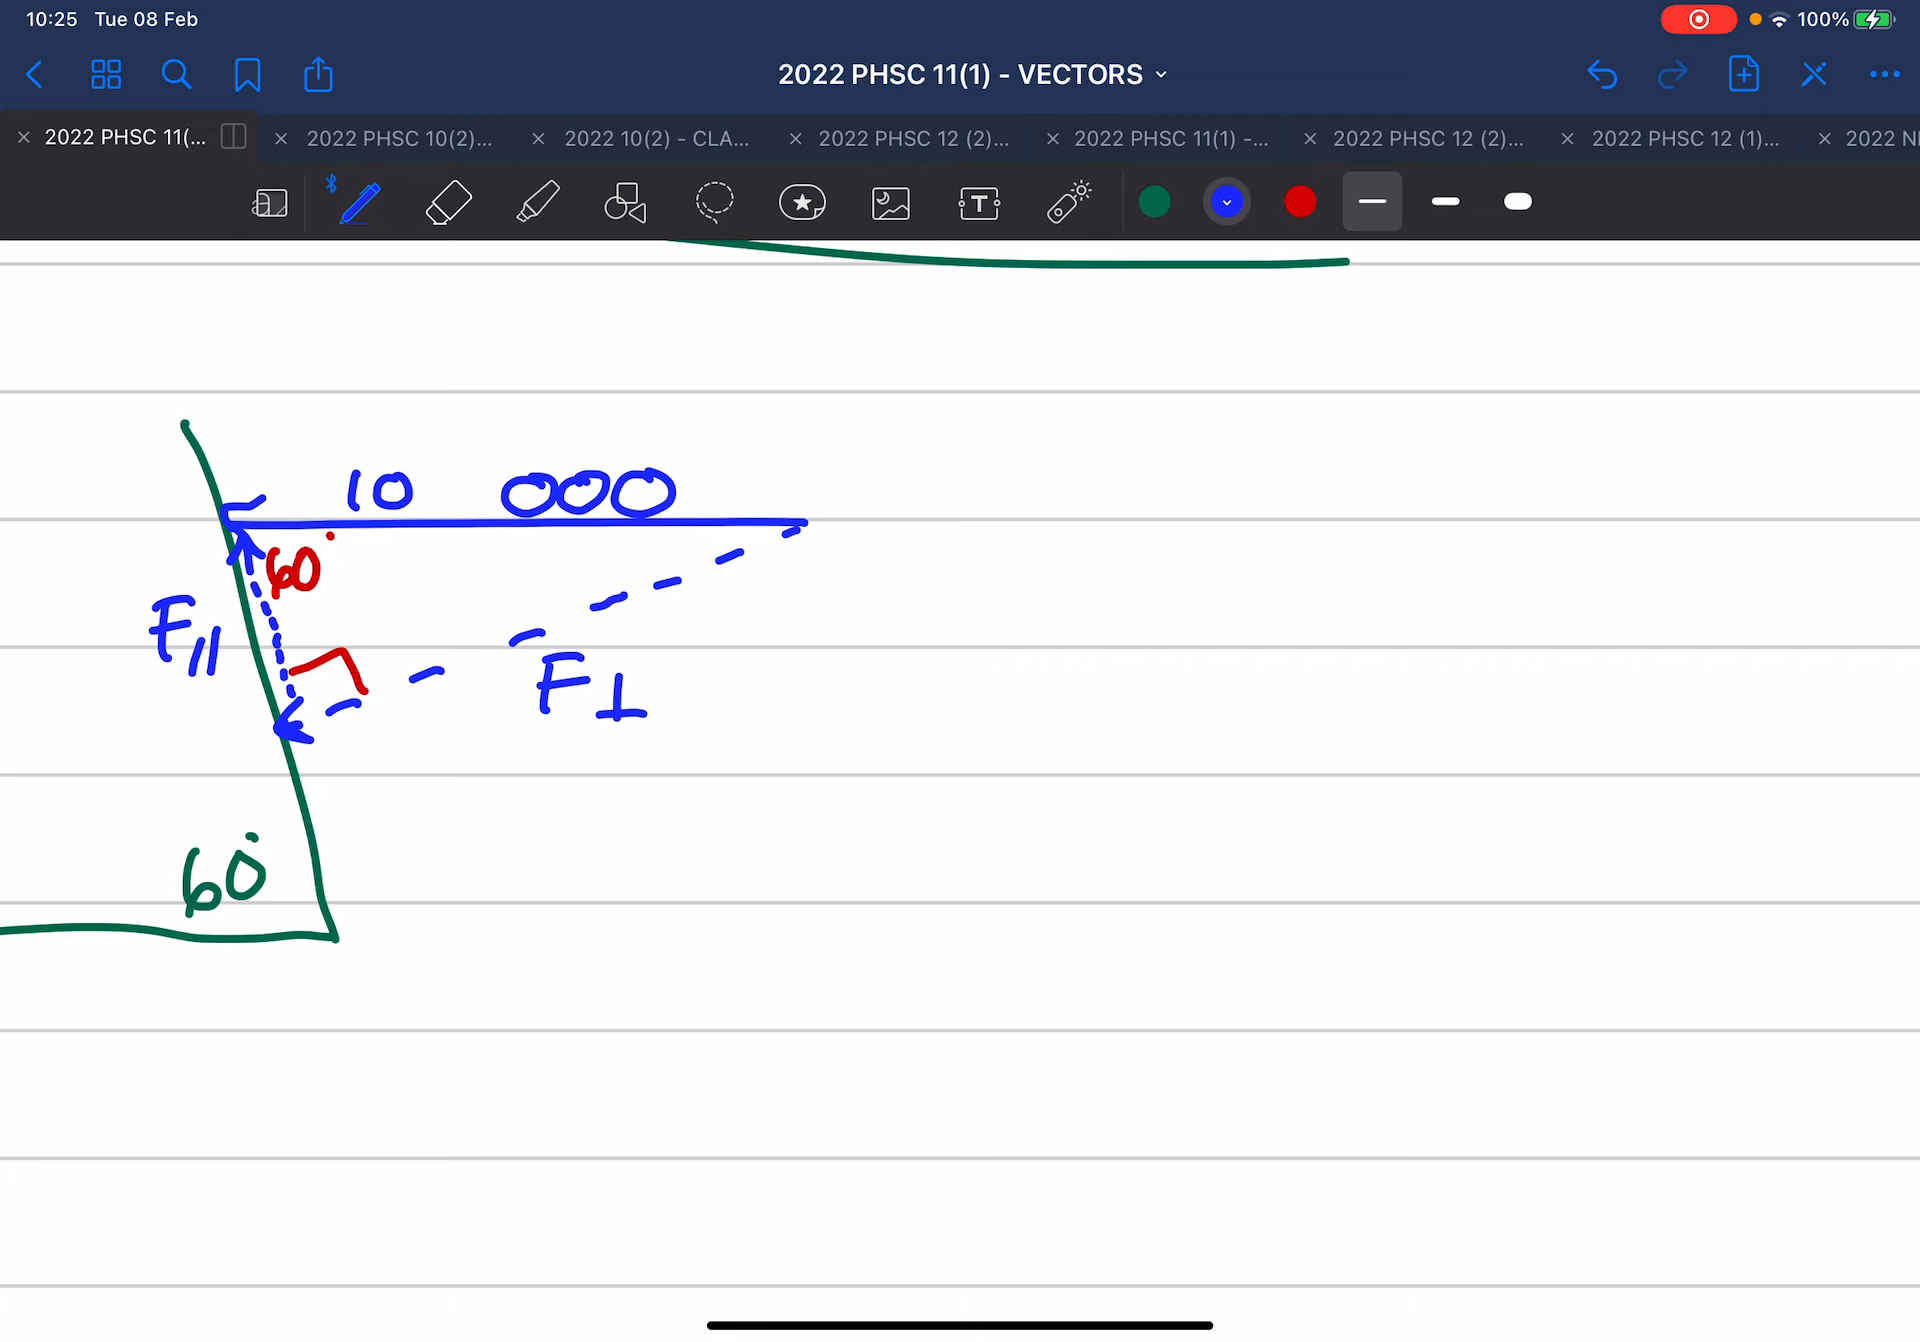 10:25 Tue 08 Feb 100%
2022 PHSC 11(1) - VECTORS
2022 PHSC 11(... 2022 PHSC 10(2)... 2022 10(2) - CLA... 2022 PHSC 12 (2)... 2022 PHSC 11(1) -... 2022 PHSC 12 (2)... 2022 PHSC 12 (1)... 2022 N
10 000
60°
F//
F⊥
60°